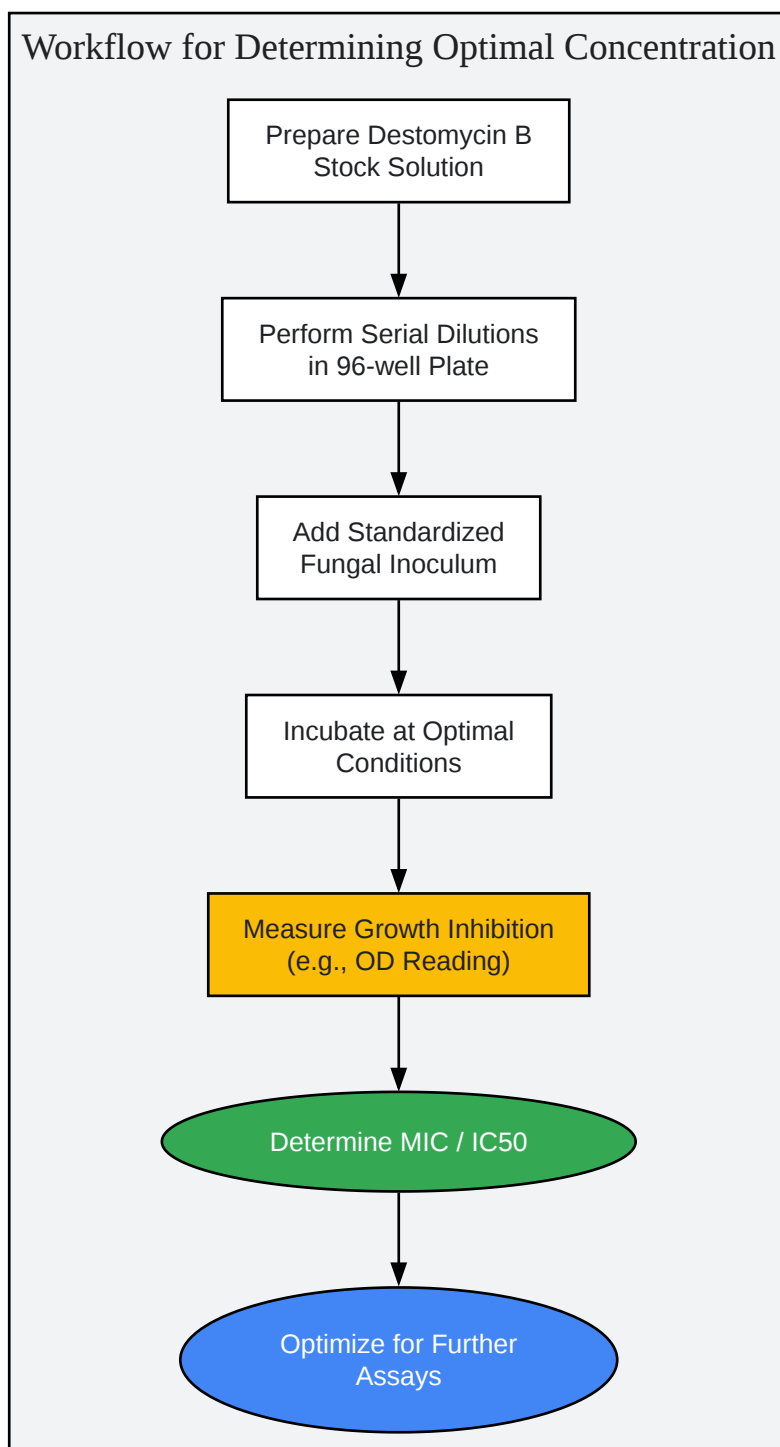 Workflow for Determining Optimal Concentration
Prepare Destomycin B
Stock Solution
Perform Serial Dilutions
in 96-well Plate
Add Standardized
Fungal Inoculum
Incubate at Optimal
Conditions
Measure Growth Inhibition
(e.g., OD Reading)
Determine MIC / IC50
Optimize for Further
Assays